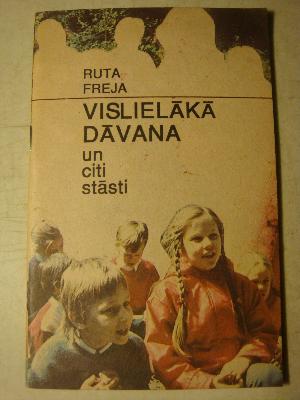 RUTA
FREJA
VISLIELĀKĀ
DĀVANA
un
citi
stāsti